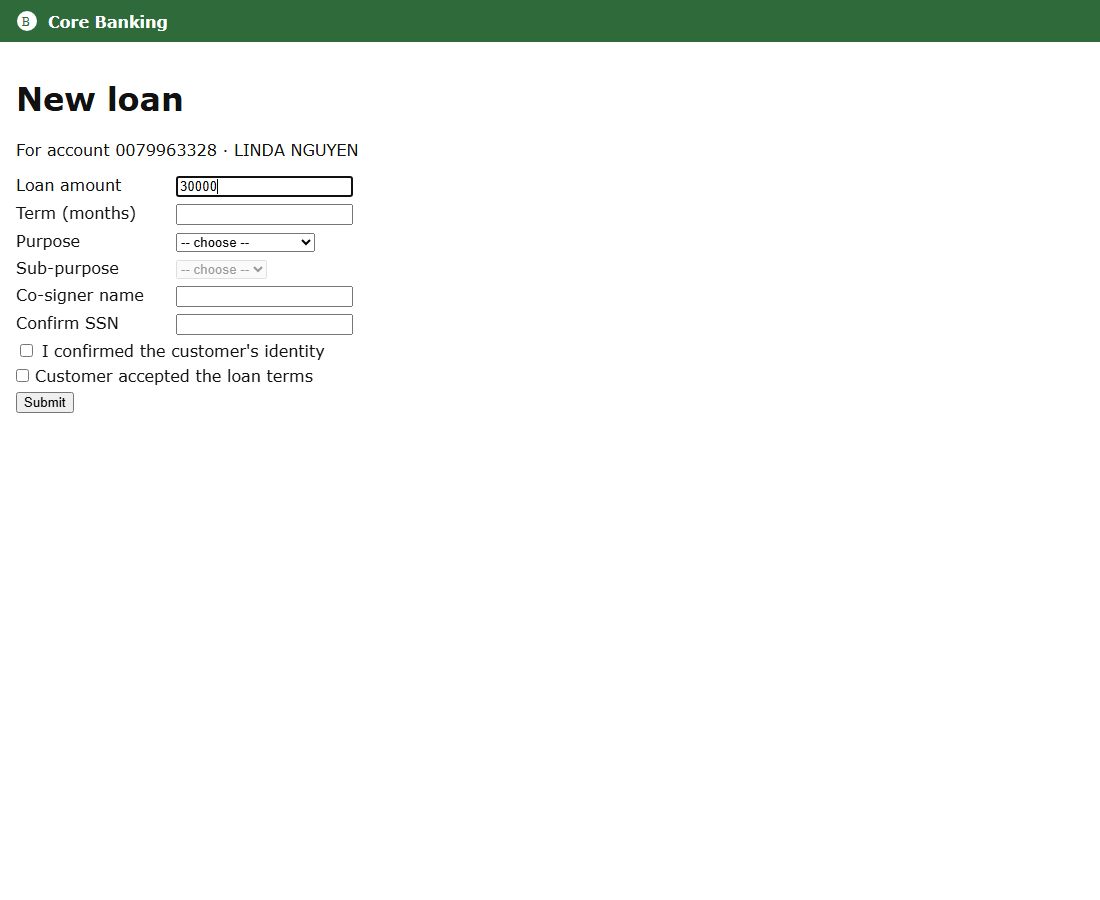 B Core Banking
New loan
For account 0079963328 · LINDA NGUYEN
Loan amount 30000
Term (months)
Purpose -- choose --
Sub-purpose -- choose --
Co-signer name
Confirm SSN
I confirmed the customer's identity
Customer accepted the loan terms
Submit